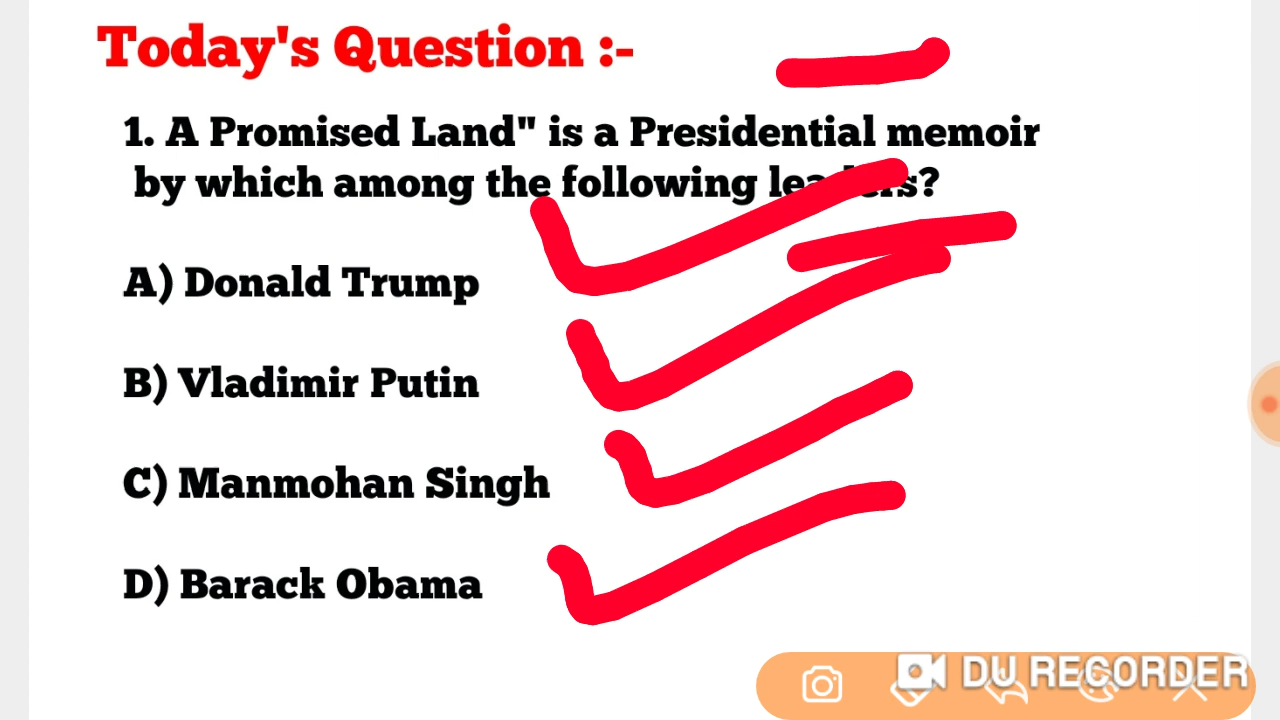 Today's Question :-
1. A Promised Land" is a Presidential memoir
by which among the following leaders?
A) Donald Trump
B) Vladimir Putin
C) Manmohan Singh
D) Barack Obama
DU RECORDER